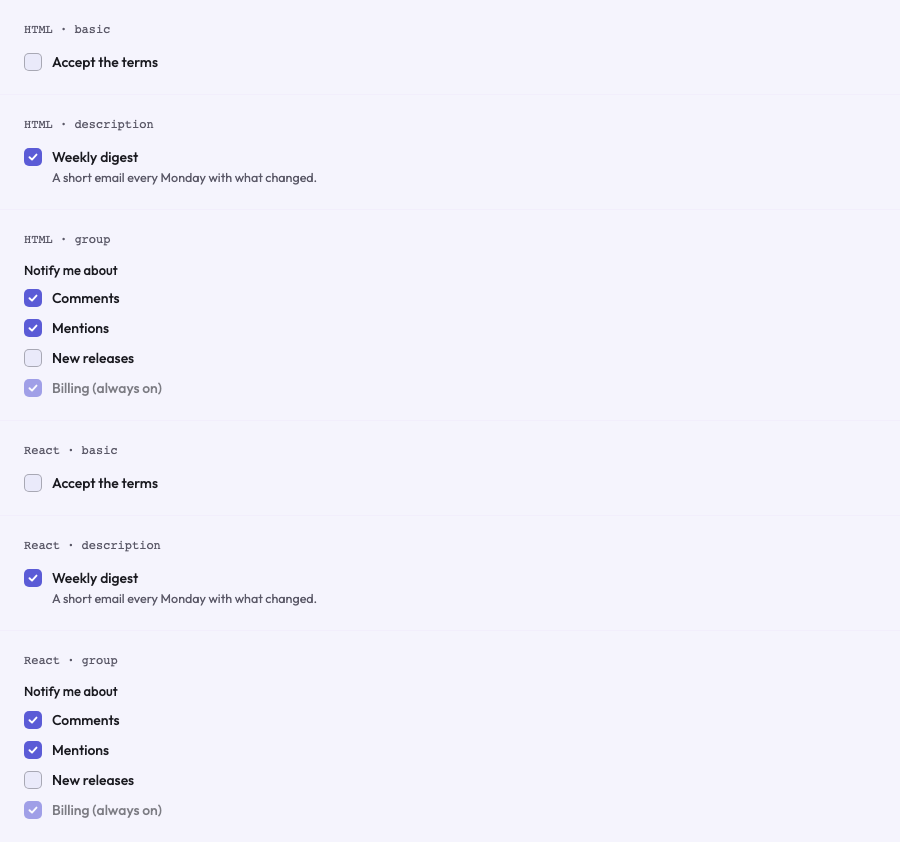 HTML · basic
Accept the terms
HTML · description
Weekly digest
A short email every Monday with what changed.
HTML · group
Notify me about
Comments
Mentions
New releases
Billing (always on)
React · basic
Accept the terms
React · description
Weekly digest
A short email every Monday with what changed.
React · group
Notify me about
Comments
Mentions
New releases
Billing (always on)